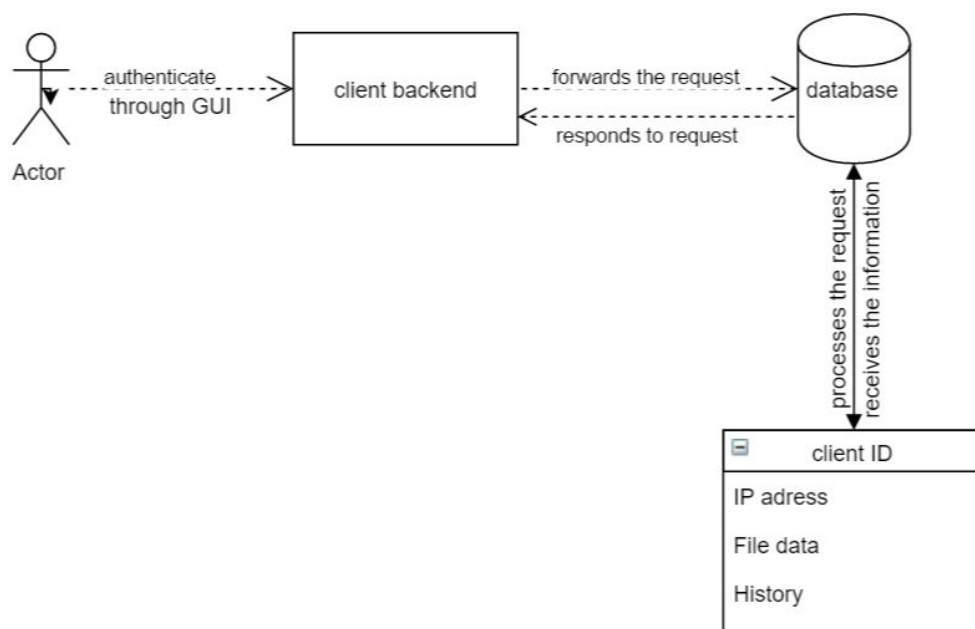 authenticate
through GUI
Actor
client backend
forwards the request
responds to request
database
processes the request
receives the information
client ID
IP adress
File data
History